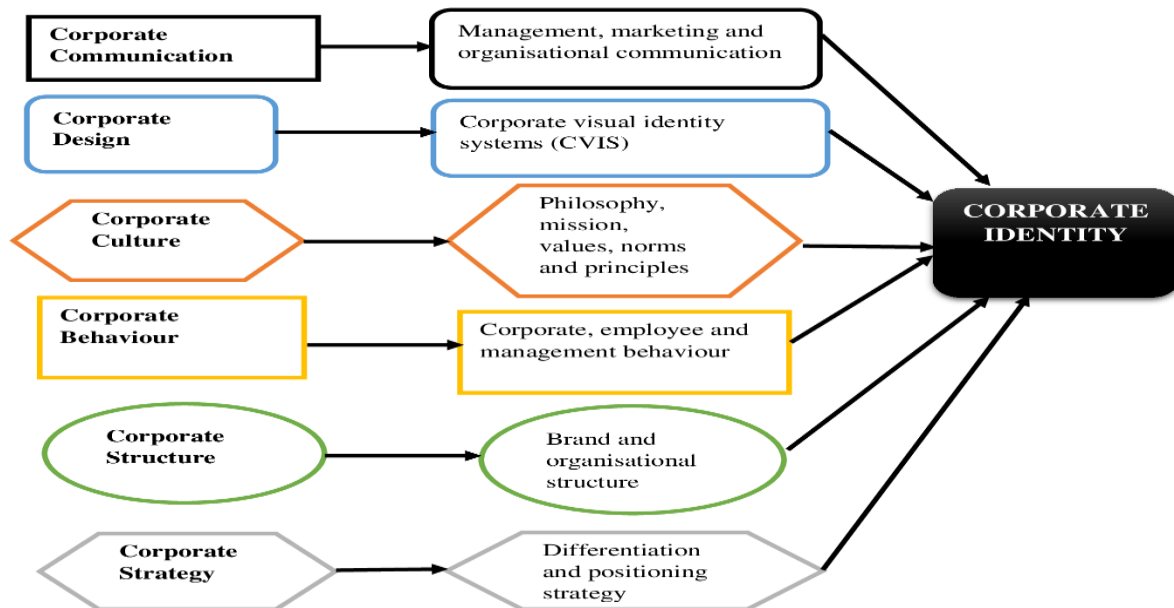 Corporate
Communication
Management, marketing and
organisational communication
Corporate
Design
Corporate visual identity
systems (CVIS)
Corporate
Culture
Philosophy,
mission,
values, norms
and principles
CORPORATE
IDENTITY
Corporate
Behaviour
Corporate, employee and
management behaviour
Corporate
Structure
Brand and
organisational
structure
Corporate
Strategy
Differentiation
and positioning
strategy